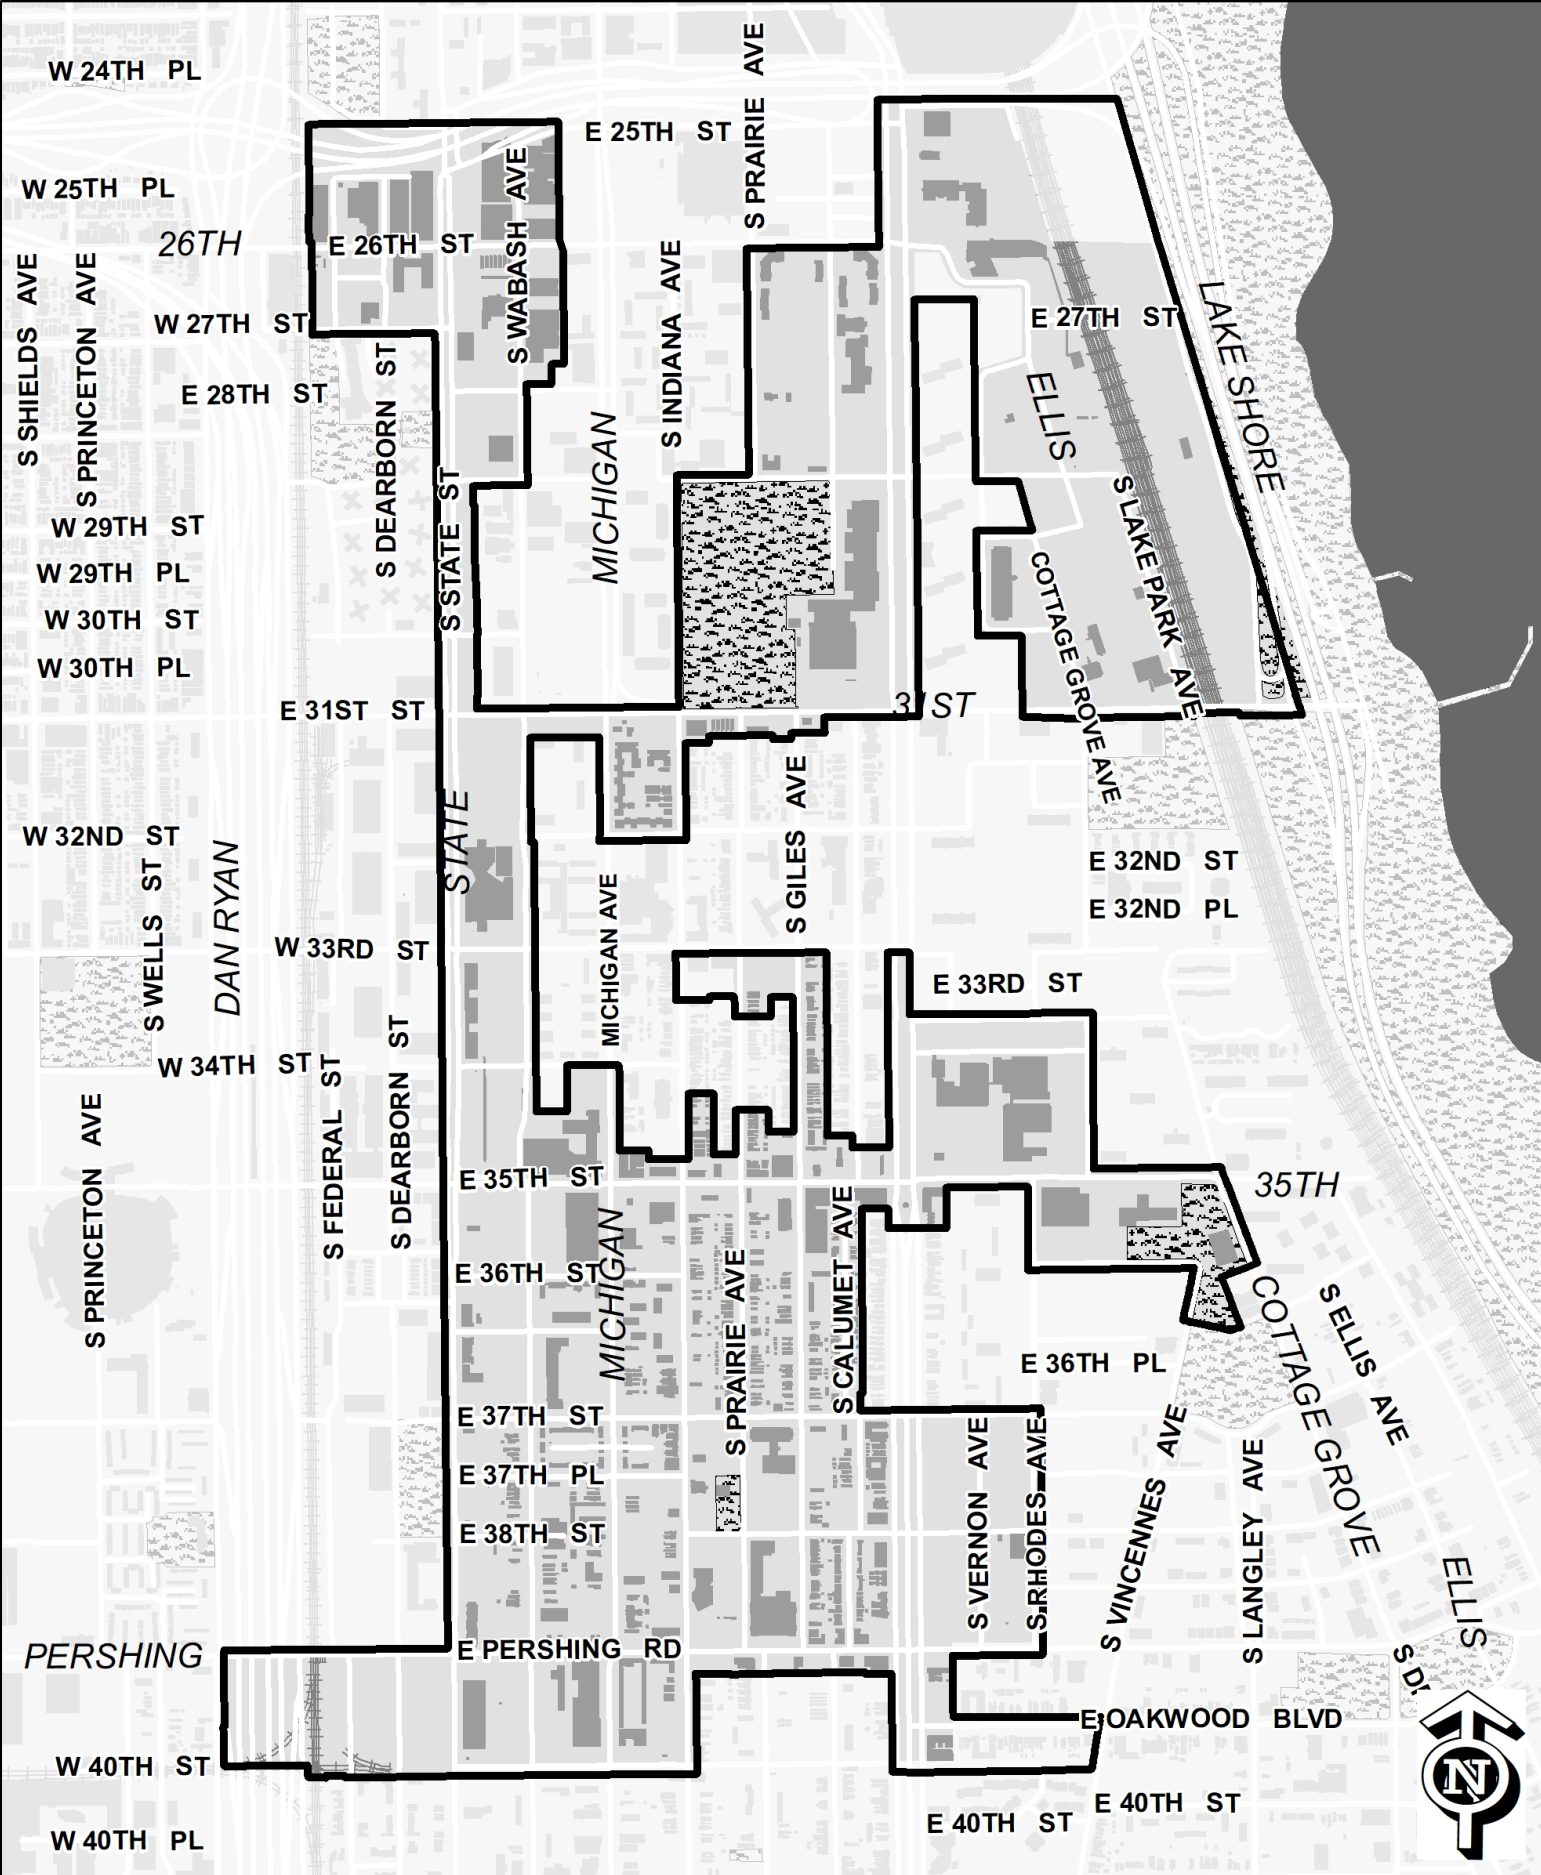 W 24TH PL
S PRAIRIE AVE
E 25TH ST
S PRAIRIE AVE
W 25TH PL
S WABASH AVE
26TH
E 26TH ST
S SHIELDS AVE
S PRINCETON AVE
S INDIANA AVE
W 27TH ST
E 27TH ST
LAKE SHORE
E 28TH ST
S DEARBORN ST
ELLIS
MICHIGAN
S STATE ST
S LAKE PARK AVE
W 29TH ST
W 29TH PL
COTTAGE GROVE AVE
W 30TH ST
W 30TH PL
E 31ST ST
31ST
COTTAGE GROVE AVE
S GILES AVE
STATE
W 32ND ST
S WELLS ST
DAN RYAN
E 32ND ST
E 32ND PL
MICHIGAN AVE
W 33RD ST
E 33RD ST
W 34TH ST
S FEDERAL ST
S DEARBORN ST
S PRINCETON AVE
E 35TH ST
35TH
S CALUMET AVE
MICHIGAN
S PRAIRIE AVE
E 36TH ST
COTTAGE GROVE
S ELLIS AVE
E 36TH PL
E 37TH ST
S VERNON AVE
S RHODES AVE
S VINCENNES AVE
S LANGLEY AVE
E 37TH PL
E 38TH ST
ELLIS
PERSHING
E PERSHING RD
S D
E OAKWOOD BLVD
W 40TH ST
N
E 40TH ST
E 40TH ST
W 40TH PL